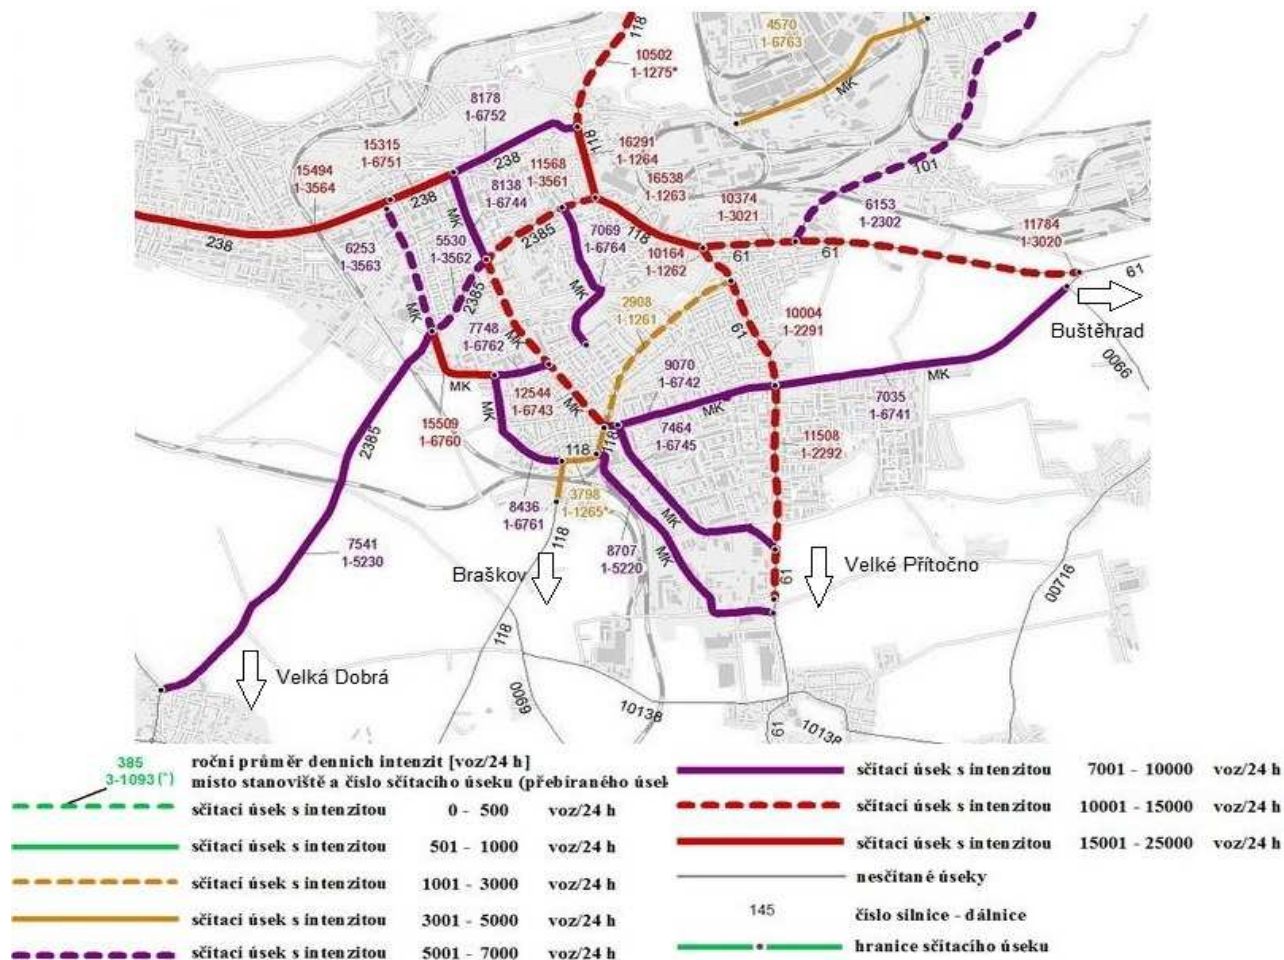 118
10502
1-1275*
4570
1-6763
MK
8178
1-6752
118
15315
1-6751
238
11568
1-3561
16291
1-1264
101
15494
1-3564
238
8138
1-6744
16538
1-1263
10374
1-3021
6153
1-2302
11784
1-3020
238
6253
1-3563
5530
1-3562
MK
2385
7069
1-6764
118
10164
1-1262
61
61
61
2385
2908
1-1261
10004
1-2291
MK
7748
1-6762
MK
MK
61
Buštěhrad
0066
MK
12544
1-6743
MK
9070
1-6742
MK
MK
7035
1-6741
MK
15509
1-6760
7464
1-6745
118
11508
1-2292
2385
118
8436
1-6761
3798
1-1265*
MK
7541
1-5230
118
8707
1-5220
MK
Braškov
Velké Přítočno
61
00716
118
Velká Dobrá
0069
10138
61
10138
385
3-1093 (*)
roční průměr denních intenzit [voz/24 h]
místo stanoviště a číslo sčítacího úseku (přebíraného úsek
sčítací úsek s intenzitou 0 - 500 voz/24 h
sčítací úsek s intenzitou 501 - 1000 voz/24 h
sčítací úsek s intenzitou 1001 - 3000 voz/24 h
sčítací úsek s intenzitou 3001 - 5000 voz/24 h
sčítací úsek s intenzitou 5001 - 7000 voz/24 h
sčítací úsek s intenzitou 7001 - 10000 voz/24 h
sčítací úsek s intenzitou 10001 - 15000 voz/24 h
sčítací úsek s intenzitou 15001 - 25000 voz/24 h
nesčítané úseky
145 číslo silnice - dálnice
hranice sčítacího úseku